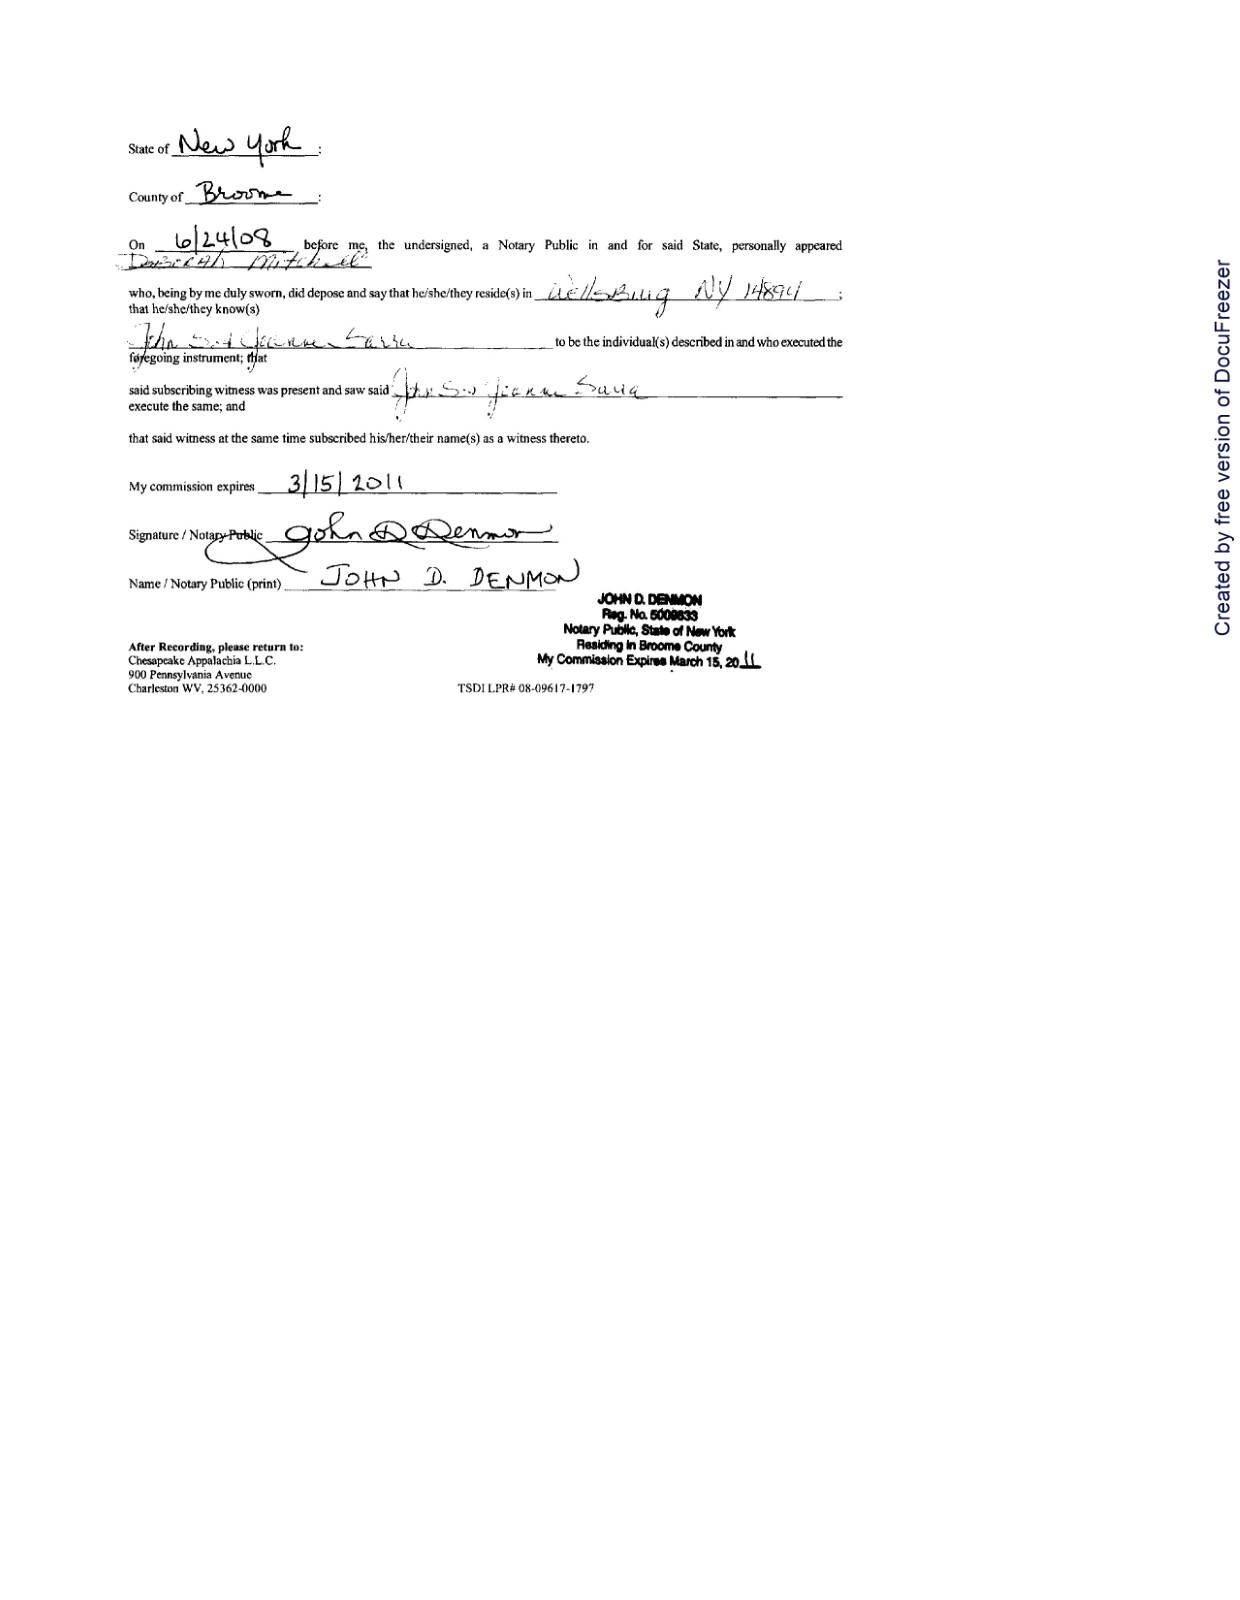 State of New York :
County of Broome :
On 6/24/08 before me, the undersigned, a Notary Public in and for said State, personally appeared
Deborah Mitchell
who, being by me duly sworn, did depose and say that he/she/they reside(s) in Wellsburg NY 14894 ;
that he/she/they know(s)
John S. Jeanne to be the individual(s) described in and who executed the
foregoing instrument; that
said subscribing witness was present and saw said John S. Jeanne
execute the same; and
that said witness at the same time subscribed his/her/their name(s) as a witness thereto.
My commission expires 3/15/2011
Signature / Notary Public John D Denmon
Name / Notary Public (print) JOHN D. DENMON
JOHN D. DENMON
Reg. No. 5009633
Notary Public, State of New York
Residing in Broome County
My Commission Expires March 15, 2011
After Recording, please return to:
Chesapeake Appalachia L.L.C.
900 Pennsylvania Avenue
Charleston WV, 25362-0000
TSDI LPR# 08-09617-1797
Created by free version of DocuFreezer